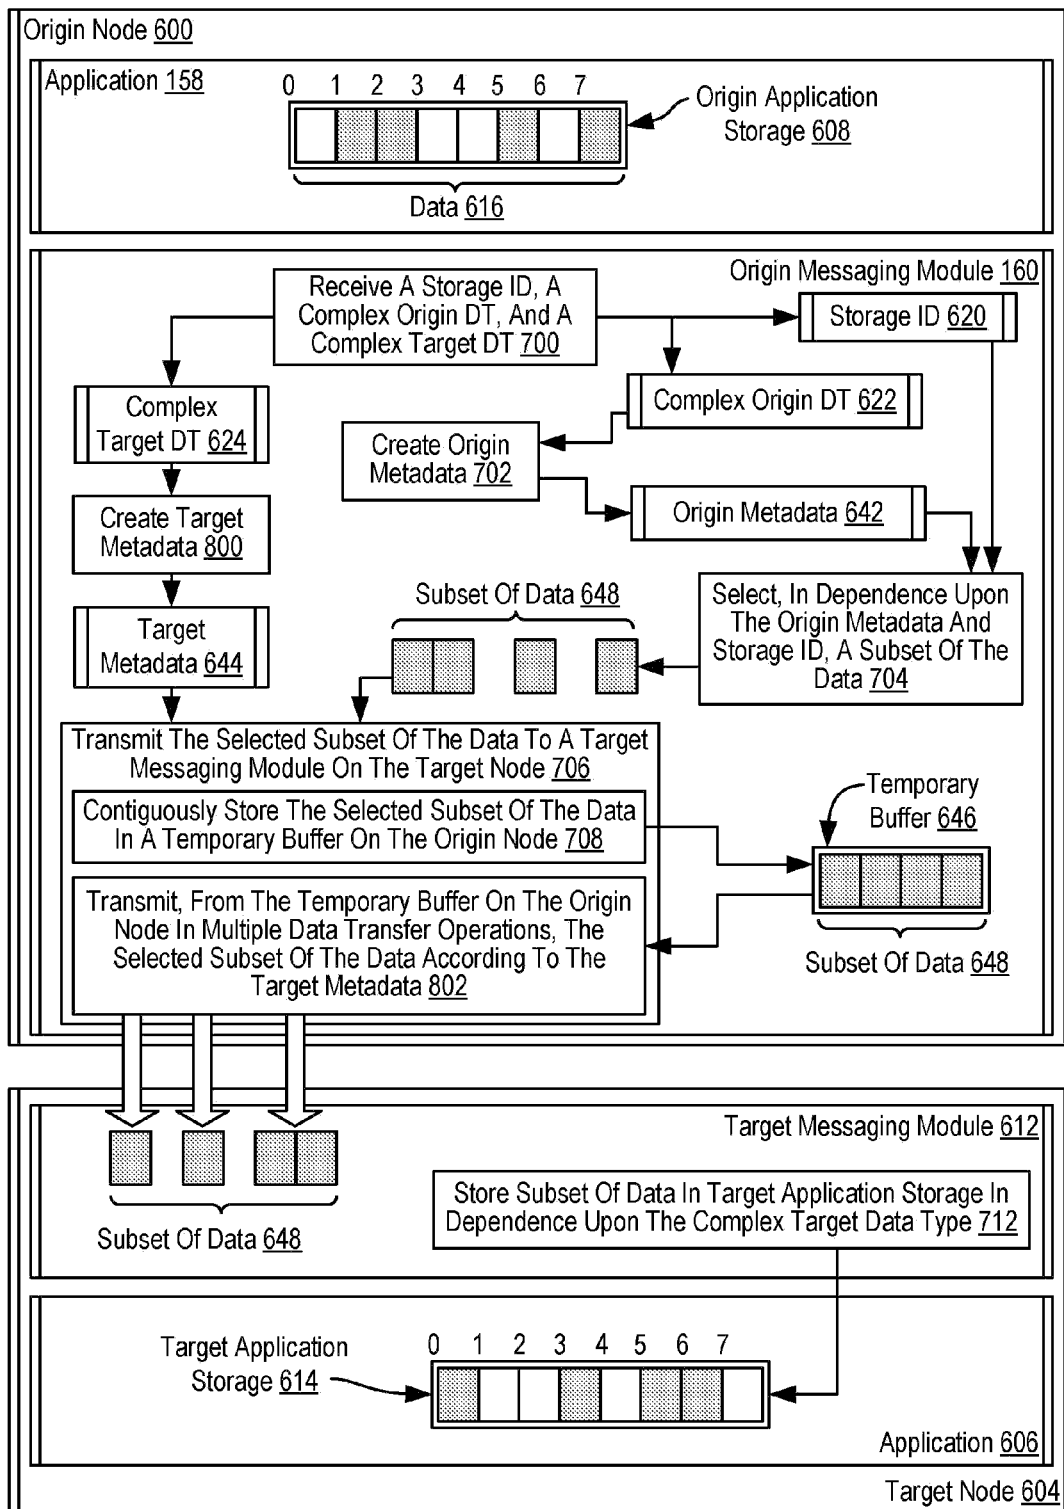 Origin Node 600
Application 158
0 1 2 3 4 5 6 7
Origin Application
Storage 608
Data 616
Origin Messaging Module 160
Receive A Storage ID, A
Complex Origin DT, And A
Complex Target DT 700
Storage ID 620
Complex
Target DT 624
Complex Origin DT 622
Create Origin
Metadata 702
Create Target
Metadata 800
Origin Metadata 642
Subset Of Data 648
Select, In Dependence Upon
The Origin Metadata And
Storage ID, A Subset Of The
Data 704
Target
Metadata 644
Transmit The Selected Subset Of The Data To A Target
Messaging Module On The Target Node 706
Contiguously Store The Selected Subset Of The Data
In A Temporary Buffer On The Origin Node 708
Temporary
Buffer 646
Transmit, From The Temporary Buffer On The Origin
Node In Multiple Data Transfer Operations, The
Selected Subset Of The Data According To The
Target Metadata 802
Subset Of Data 648
Target Messaging Module 612
Subset Of Data 648
Store Subset Of Data In Target Application Storage In
Dependence Upon The Complex Target Data Type 712
0 1 2 3 4 5 6 7
Target Application
Storage 614
Application 606
Target Node 604